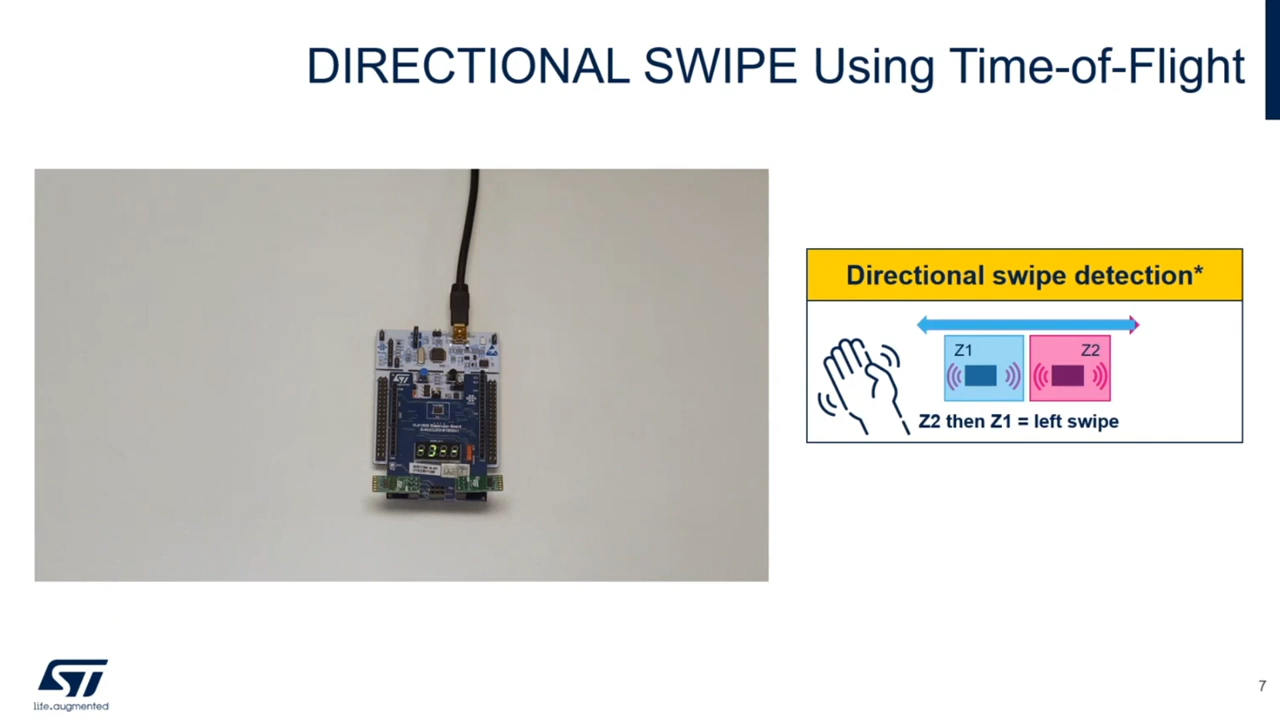 DIRECTIONAL SWIPE Using Time-of-Flight
Directional swipe detection*
Z1
Z2
Z2 then Z1 = left swipe
ST
life.augmented
7